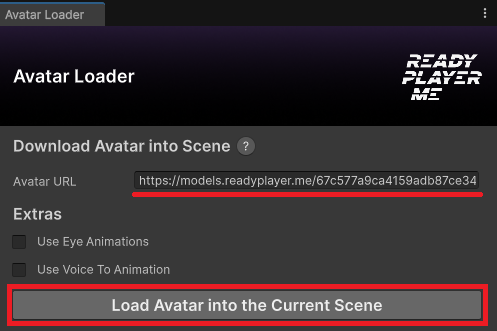 Avatar Loader
Avatar Loader
READY
PLAYER
ME
Download Avatar into Scene ?
Avatar URL https://models.readyplayer.me/67c577a9ca4159adb87ce34
Extras
Use Eye Animations
Use Voice To Animation
Load Avatar into the Current Scene